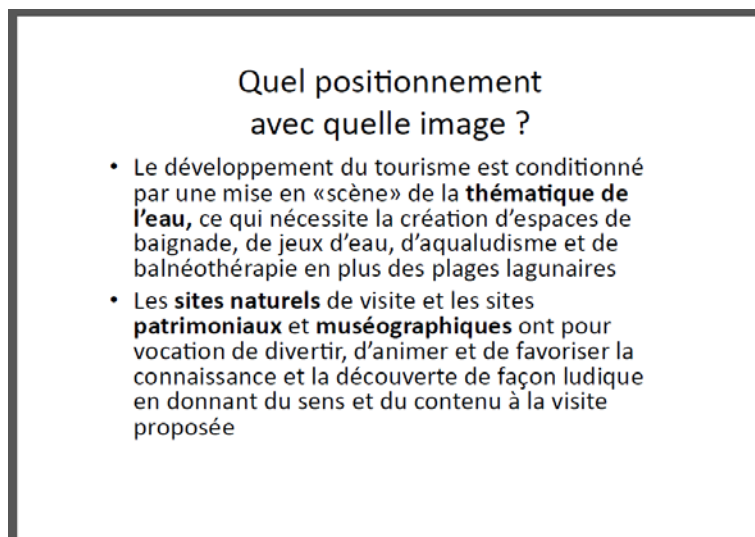 Quel positionnement
avec quelle image ?
• Le développement du tourisme est conditionné
par une mise en «scène» de la thématique de
l’eau, ce qui nécessite la création d’espaces de
baignade, de jeux d’eau, d’aqualudisme et de
balnéothérapie en plus des plages lagunaires
• Les sites naturels de visite et les sites
patrimoniaux et muséographiques ont pour
vocation de divertir, d’animer et de favoriser la
connaissance et la découverte de façon ludique
en donnant du sens et du contenu à la visite
proposée